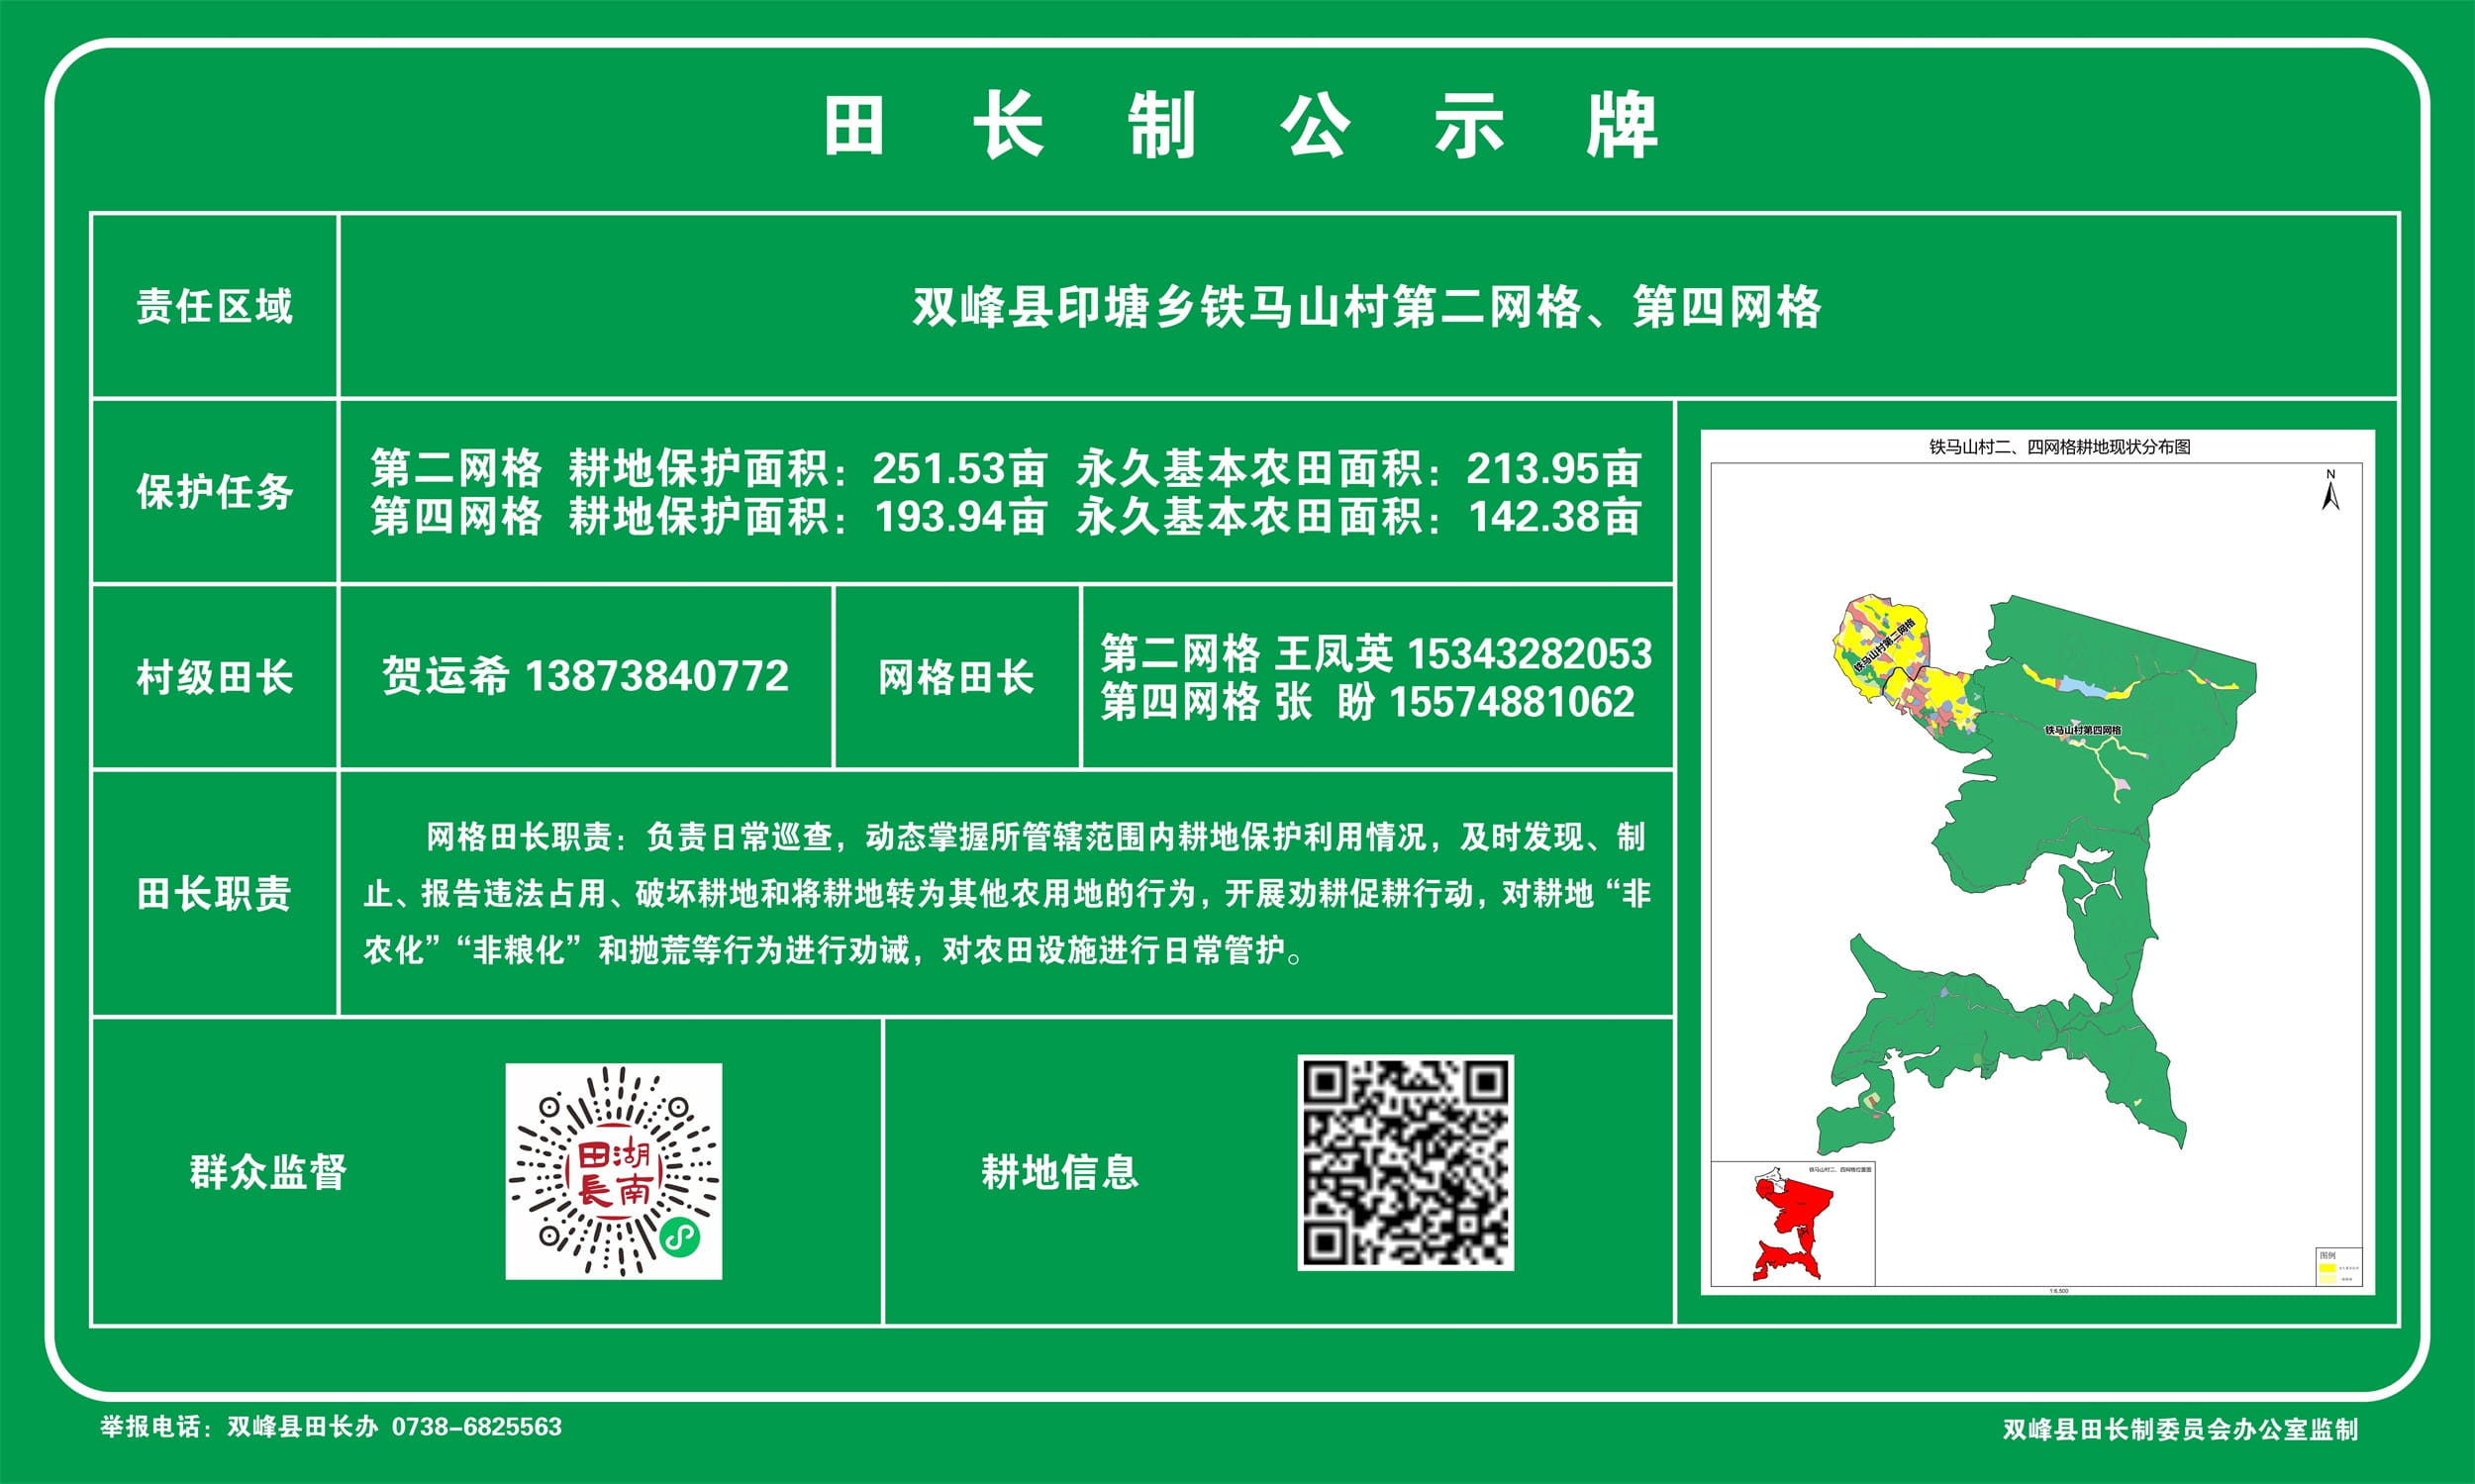 田长制公示牌
责任区域
双峰县印塘乡铁马山村第二网格、第四网格
保护任务
第二网格 耕地保护面积：251.53亩 永久基本农田面积：213.95亩
第四网格 耕地保护面积：193.94亩 永久基本农田面积：142.38亩
村级田长
贺运希 13873840772
网格田长
第二网格 王凤英 15343282053
第四网格 张 盼 15574881062
田长职责
网格田长职责：负责日常巡查，动态掌握所管辖范围内耕地保护利用情况，及时发现、制
止、报告违法占用、破坏耕地和将耕地转为其他农用地的行为，开展劝耕促耕行动，对耕地“非
农化”“非粮化”和抛荒等行为进行劝诫，对农田设施进行日常管护。
群众监督
田湖
長南
耕地信息
铁马山村二、四网格耕地现状分布图
N
铁马山村第二网格
铁马山村第四网格
铁马山村二、四网格位置图
图例
1:6,500
举报电话：双峰县田长办 0738-6825563
双峰县田长制委员会办公室监制